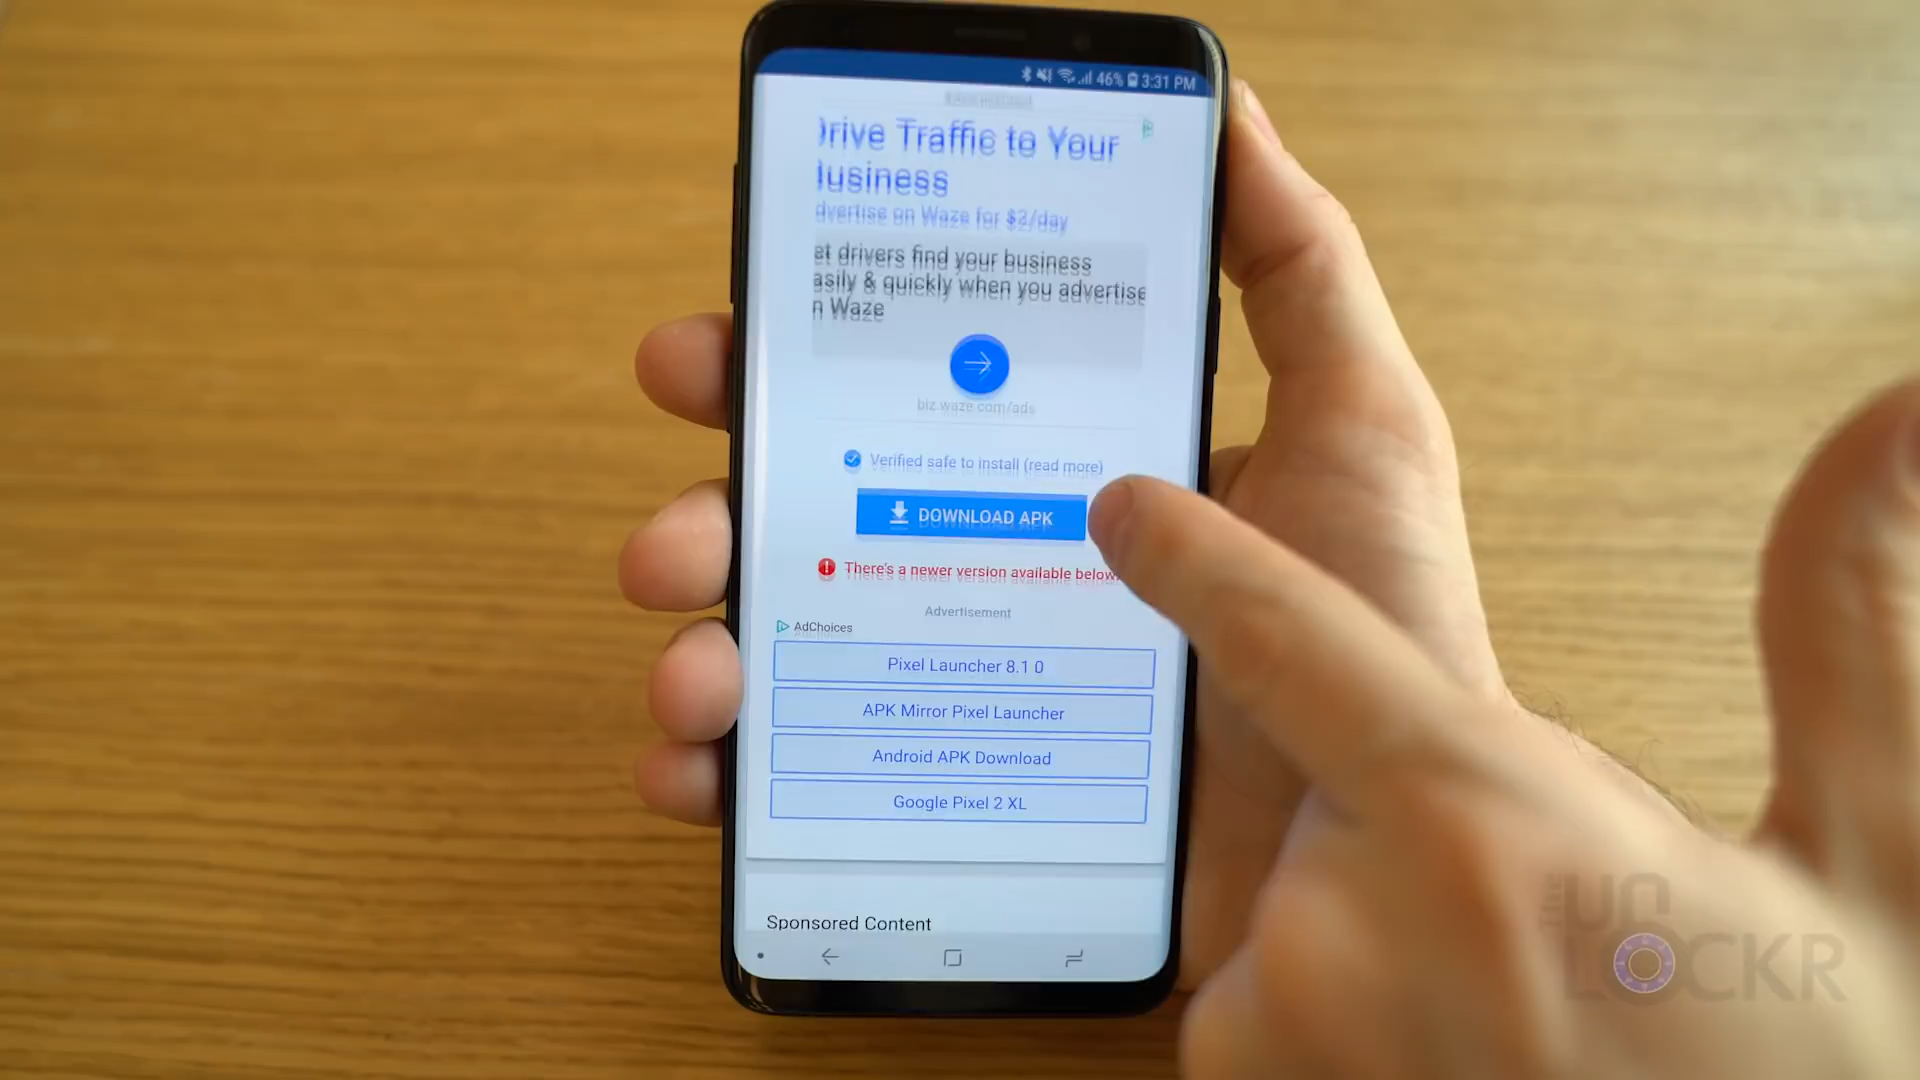 46% 3:31 PM
rive Traffic to Your
usiness
dvertise on Waze for $2/day
et drivers find your business
asily & quickly when you advertise
n Waze
biz.waze.com/ads
Verified safe to install (read more)
DOWNLOAD APK
There's a newer version available below.
Advertisement
AdChoices
Pixel Launcher 8.1 0
APK Mirror Pixel Launcher
Android APK Download
Google Pixel 2 XL
Sponsored Content
the UN
LOCKR